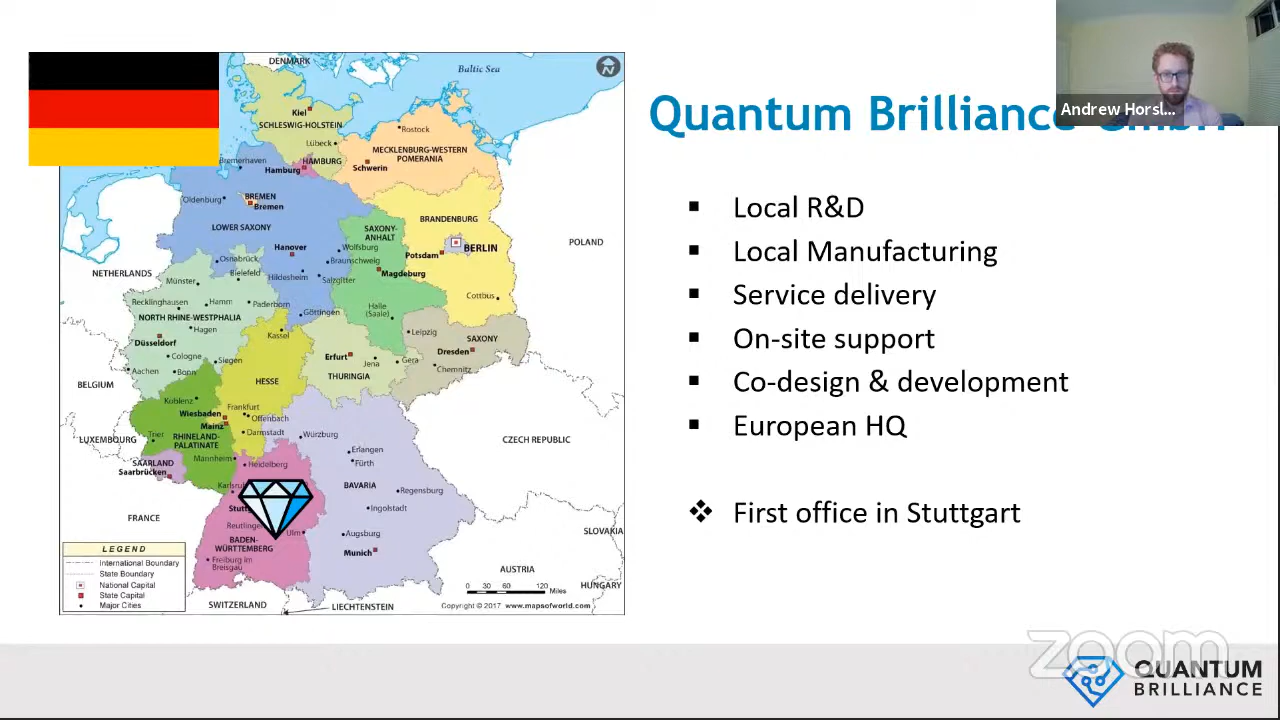 Andrew Horsl...
Quantum Brilliance GmbH
▪ Local R&D
▪ Local Manufacturing
▪ Service delivery
▪ On-site support
▪ Co-design & development
▪ European HQ
❖ First office in Stuttgart
DENMARK
Baltic Sea
N
Kiel
SCHLESWIG-HOLSTEIN
Rostock
Lübeck
MECKLENBURG-WESTERN
POMERANIA
Bremerhaven
HAMBURG
Hamburg
Schwerin
Oldenburg
BREMEN
Bremen
BRANDENBURG
LOWER SAXONY
SAXONY-
ANHALT
POLAND
Hanover
Wolfsburg
BERLIN
Osnabrück
Braunschweig
Potsdam
NETHERLANDS
Bielefeld
Hildesheim
Salzgitter
Magdeburg
Münster
Recklinghausen
Hamm
Paderborn
Cottbus
NORTH RHINE-WESTPHALIA
Göttingen
Halle
(Saale)
Hagen
Kassel
Leipzig
Düsseldorf
SAXONY
Cologne
Siegen
Erfurt
Jena
Gera
Dresden
Aachen
Bonn
THURINGIA
Chemnitz
BELGIUM
HESSE
Koblenz
Frankfurt
Wiesbaden
Offenbach
Mainz
LUXEMBOURG
Trier
RHINELAND-
PALATINATE
Darmstadt
Würzburg
CZECH REPUBLIC
Erlangen
Mannheim
Fürth
SAARLAND
Heidelberg
Saarbrücken
BAVARIA
Regensburg
Karlsru
Stutt
Ingolstadt
FRANCE
Reutlinge
Ulm
SLOVAKIA
Augsburg
BADEN-
WÜRTTEMBERG
Munich
Freiburg im
Breisgau
AUSTRIA
HUNGARY
SWITZERLAND
LIECHTENSTEIN
LEGEND
International Boundary
State Boundary
National Capital
State Capital
Major Cities
0 30 60 120
Miles
Copyright © 2017 www.mapsofworld.com
zoom
QUANTUM
BRILLIANCE